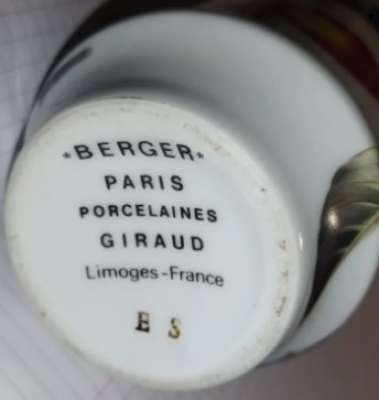 *BERGER*
PARIS
PORCELAINES
GIRAUD
Limoges-France
E S